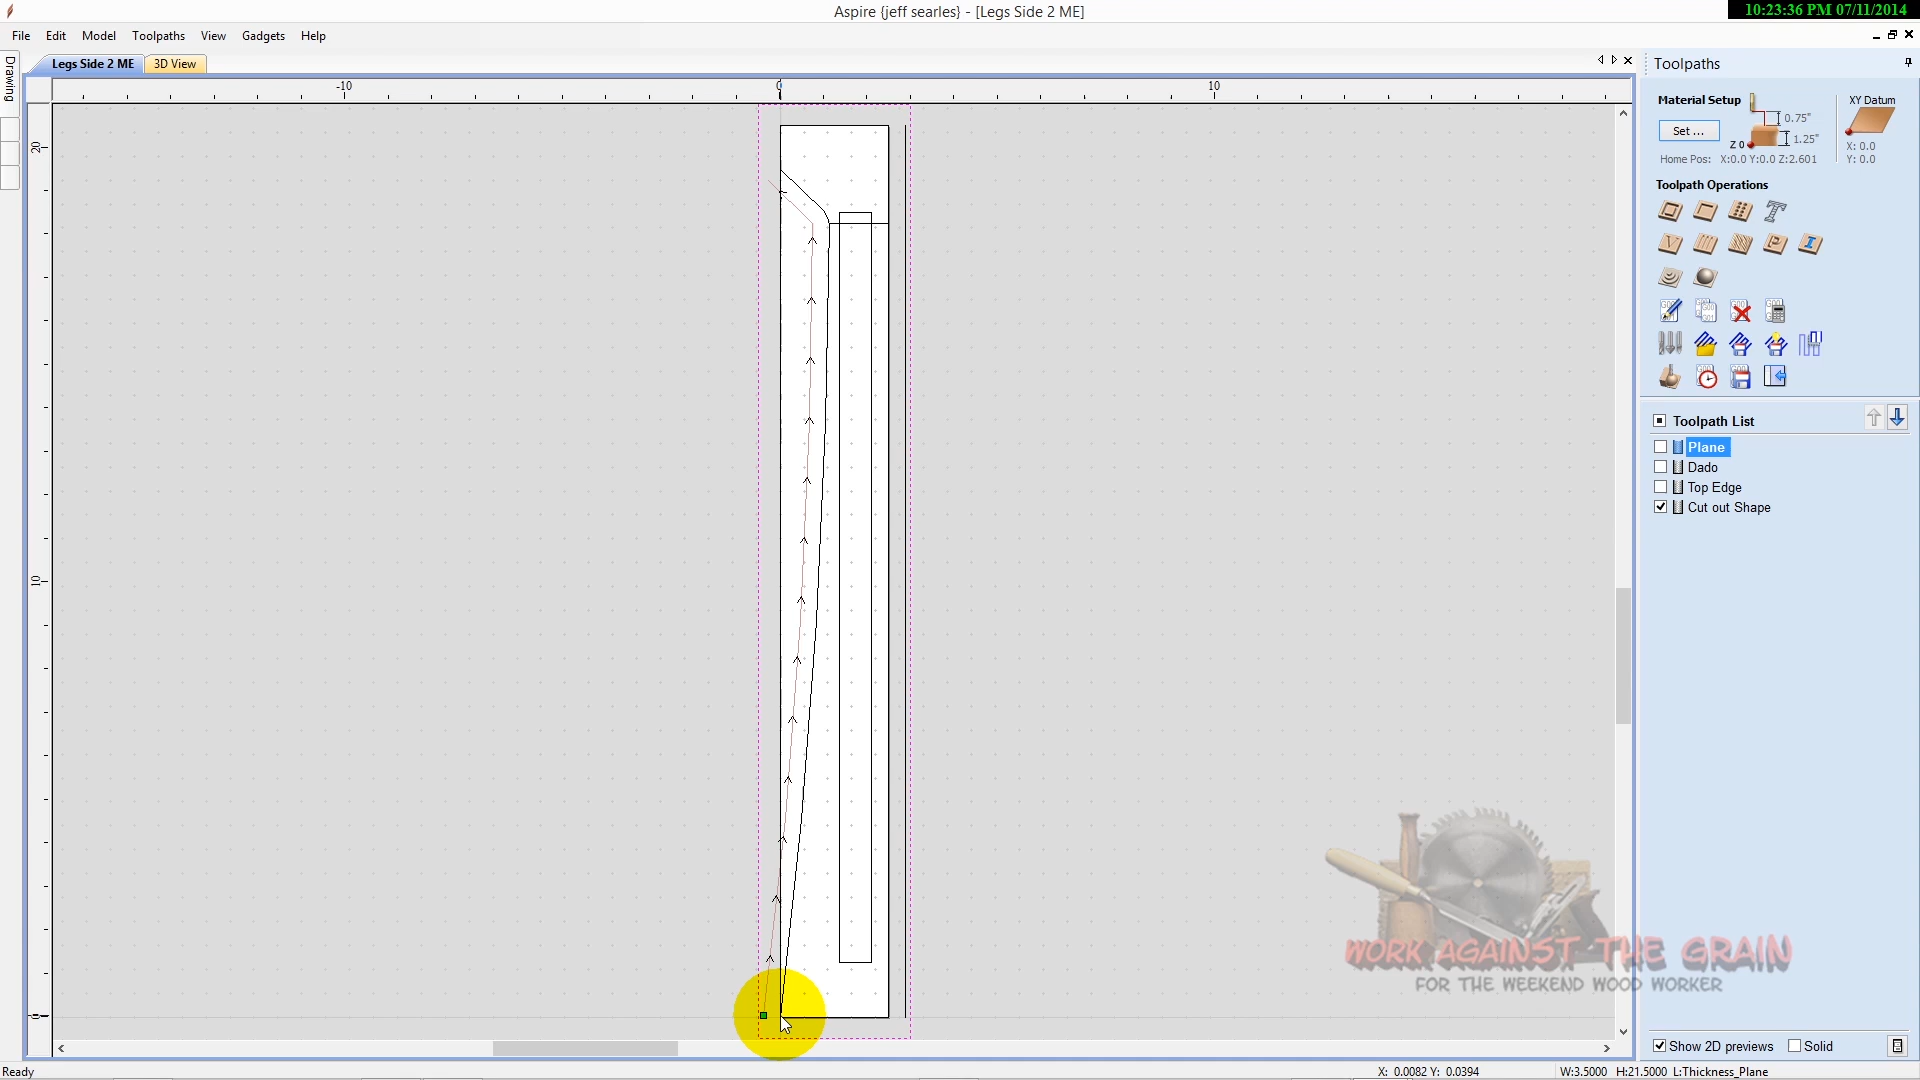 Aspire {jeff searles} - [Legs Side 2 ME]
10:23:36 PM 07/11/2014
File Edit Model Toolpaths View Gadgets Help
Drawing
Legs Side 2 ME
3D View
Toolpaths
-10 0 10
20
10
0
Material Setup
Set ...
0.75"
1.25"
Z 0
XY Datum
X: 0.0
Y: 0.0
Home Pos: X:0.0 Y:0.0 Z:2.601
Toolpath Operations
Toolpath List
Plane
Dado
Top Edge
Cut out Shape
WORK AGAINST THE GRAIN
FOR THE WEEKEND WOOD WORKER
Show 2D previews
Solid
Ready
X: 0.0082 Y: 0.0394
W:3.5000 H:21.5000 L:Thickness_Plane